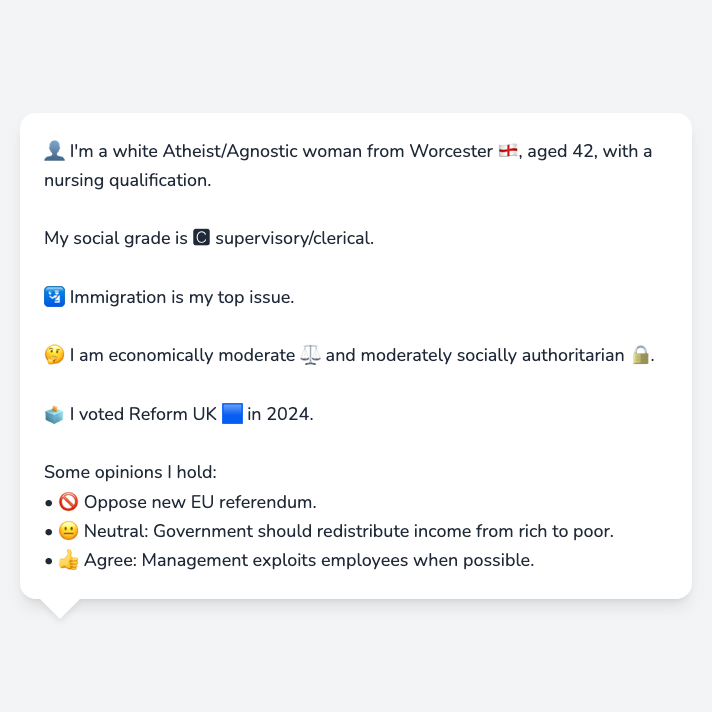 👤 I'm a white Atheist/Agnostic woman from Worcester 🏴󠁧󠁢󠁥󠁮󠁧󠁿, aged 42, with a
nursing qualification.
My social grade is 🅲 supervisory/clerical.
🛂 Immigration is my top issue.
🤔 I am economically moderate ⚖️ and moderately socially authoritarian 🔒.
🗳️ I voted Reform UK 🟦 in 2024.
Some opinions I hold:
• 🚫 Oppose new EU referendum.
• 😐 Neutral: Government should redistribute income from rich to poor.
• 👍 Agree: Management exploits employees when possible.